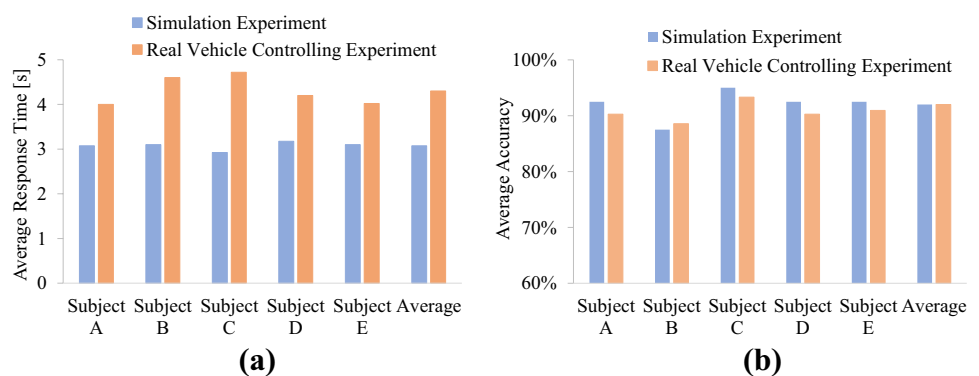 Simulation Experiment
Real Vehicle Controlling Experiment
Average Response Time [s]
5
4
3
2
1
0
Subject A
Subject B
Subject C
Subject D
Subject E
Average
(a)
Simulation Experiment
Real Vehicle Controlling Experiment
Average Accuracy
100%
90%
80%
70%
60%
Subject A
Subject B
Subject C
Subject D
Subject E
Average
(b)